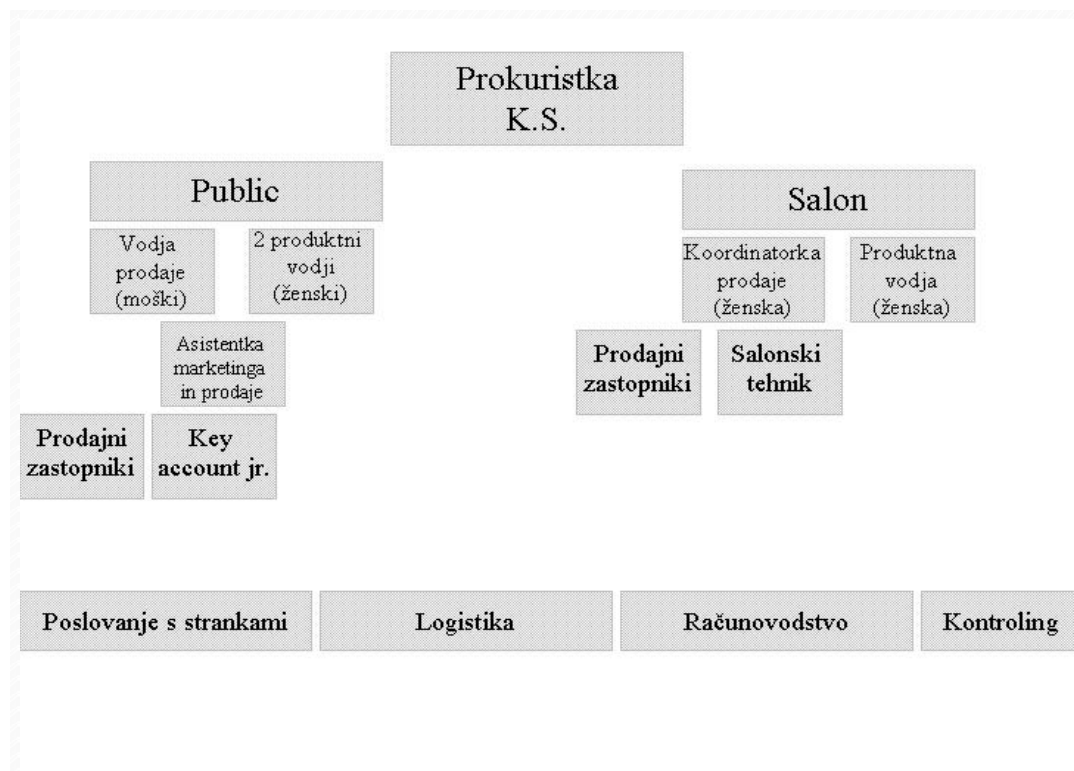 Prokuristka
K.S.
Public
Salon
Vodja
prodaje
(moški)
2 produktni
vodji
(ženski)
Koordinatorka
prodaje
(ženska)
Produktna
vodja
(ženska)
Asistentka
marketinga
in prodaje
Prodajni
zastopniki
Salonski
tehnik
Prodajni
zastopniki
Key
account jr.
Poslovanje s strankami
Logistika
Računovodstvo
Kontroling